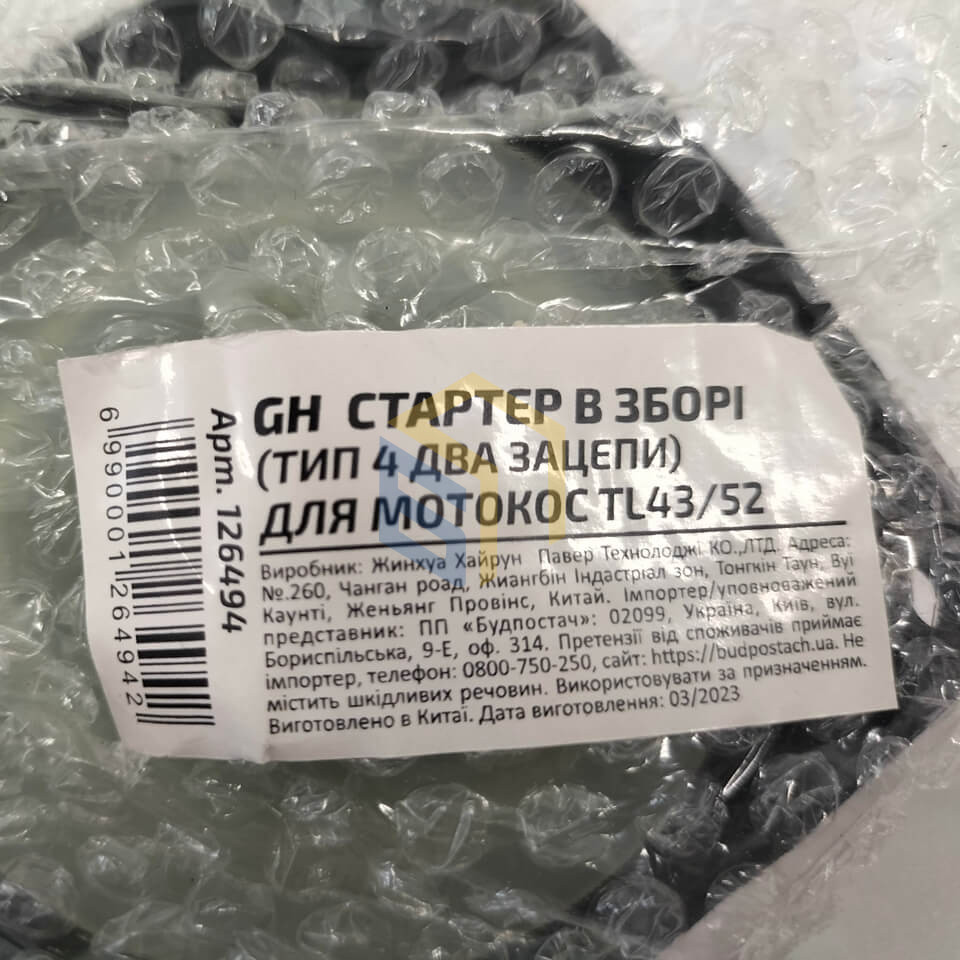 GH СТАРТЕР В ЗБОРІ
(ТИП 4 ДВА ЗАЦЕПИ)
ДЛЯ МОТОКОС TL43/52
Виробник: Жинхуа Хайрун Павер Технолоджі КО.,ЛТД. Адреса:
№.260, Чанган роад, Жиангбін Індастріал зон, Тонгкін Таун, Вуї
Каунті, Женьянг Провінс, Китай. Імпортер/уповноважений
представник: ПП «Будпостач»: 02099, Україна, Київ, вул.
Бориспільська, 9-Е, оф. 314. Претензії від споживачів приймає
імпортер, телефон: 0800-750-250, сайт: https://budpostach.ua. Не
містить шкідливих речовин. Використовувати за призначенням.
Виготовлено в Китаї. Дата виготовлення: 03/2023
Арт. 126494
6 990001 264942